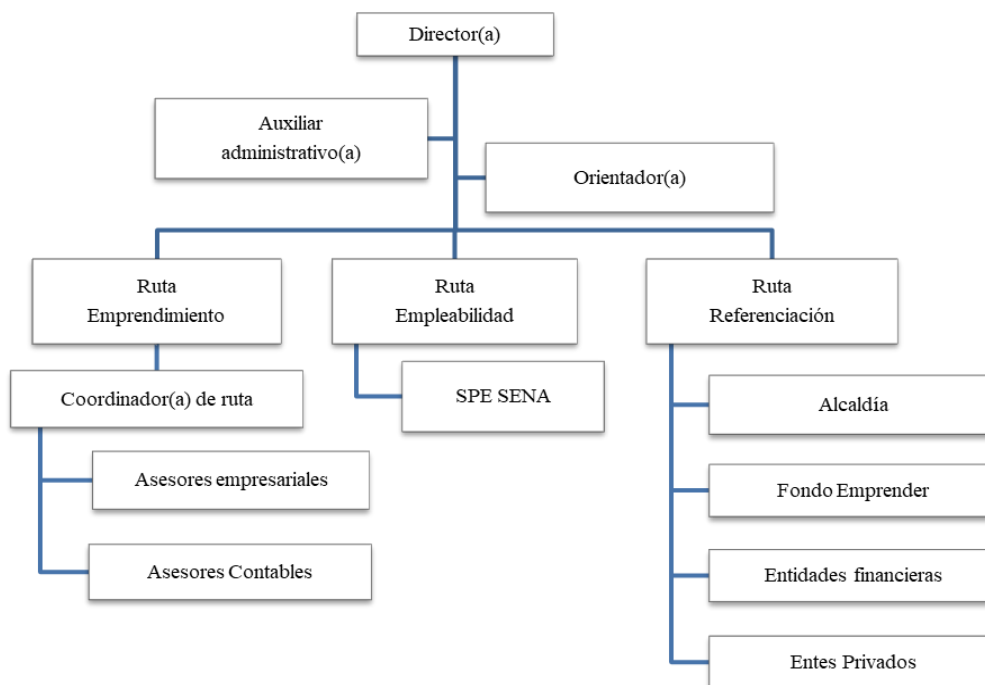 Director(a)
Auxiliar
administrativo(a)
Orientador(a)
Ruta
Emprendimiento
Ruta
Empleabilidad
Ruta
Referenciación
Coordinador(a) de ruta
SPE SENA
Alcaldía
Asesores empresariales
Fondo Emprender
Asesores Contables
Entidades financieras
Entes Privados